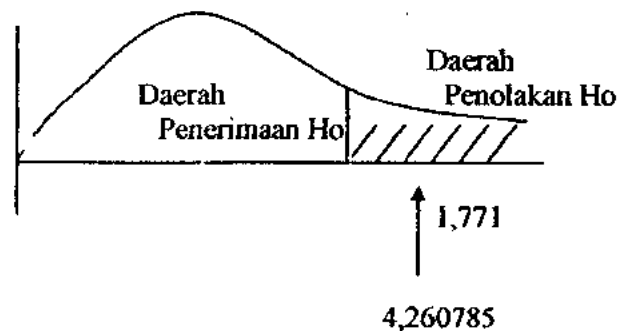 Daerah
Penolakan Ho
Daerah
Penerimaan Ho
1,771
4,260785